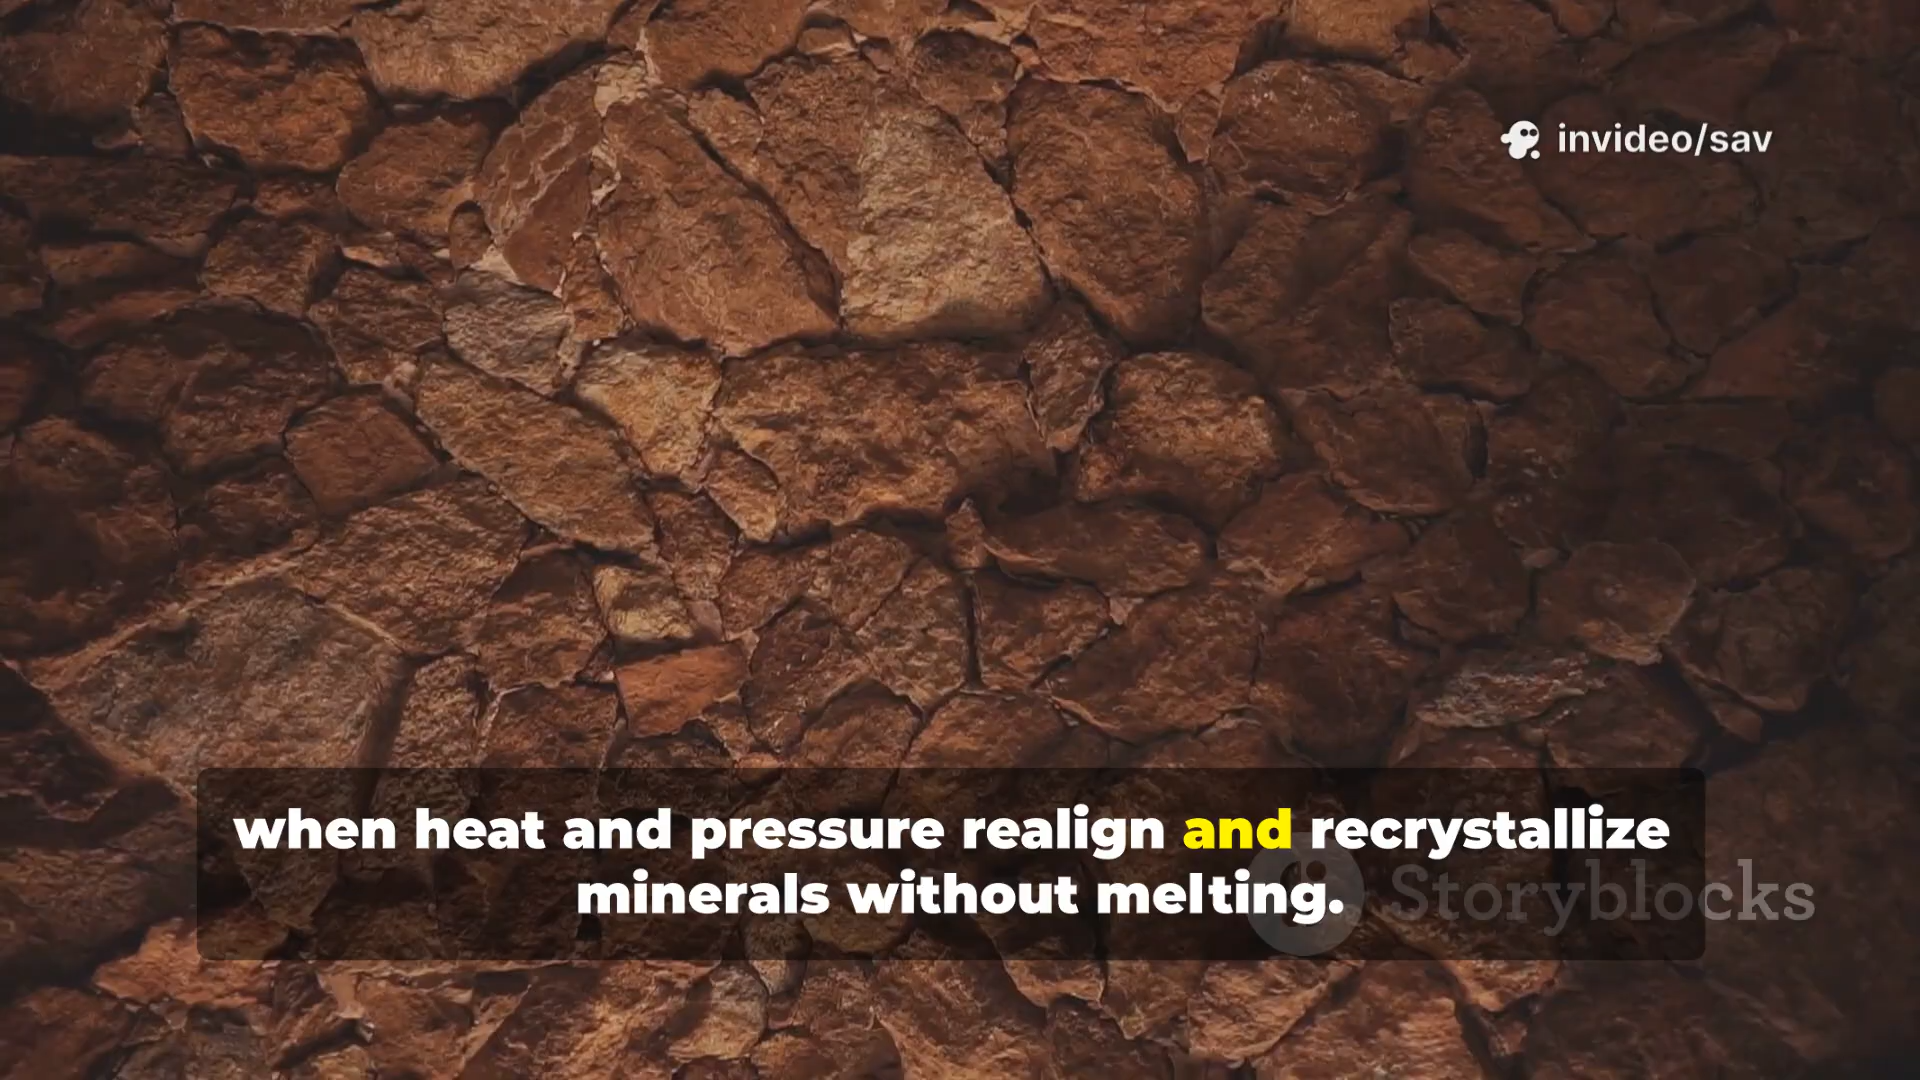 invideo/sav
when heat and pressure realign and recrystallize
minerals without melting.
Storyblocks